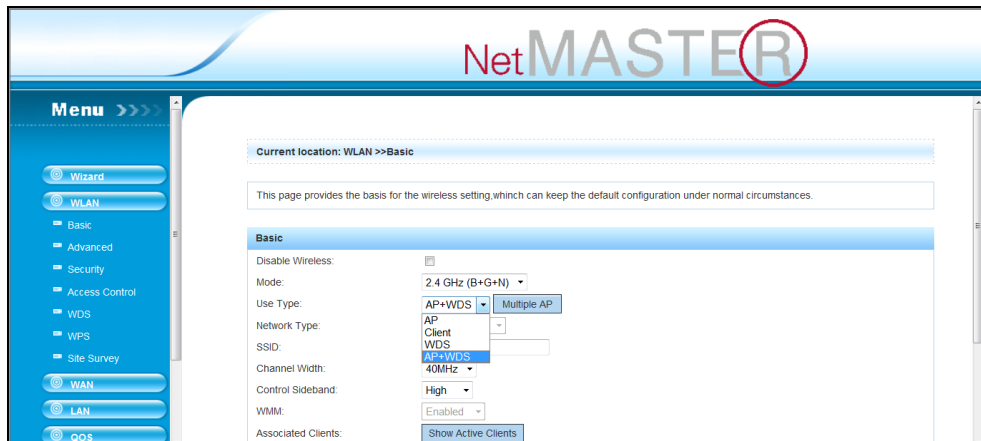 NetMASTER
Menu >>>>
Current location: WLAN >>Basic
This page provides the basis for the wireless setting,whinch can keep the default configuration under normal circumstances.
Wizard
WLAN
Basic
Advanced
Security
Access Control
WDS
WPS
Site Survey
WAN
LAN
QOS
Basic
Disable Wireless:
Mode: 2.4 GHz (B+G+N)
Use Type: AP+WDS Multiple AP
AP
Client
WDS
AP+WDS
Network Type:
SSID:
Channel Width: 40MHz
Control Sideband: High
WMM: Enabled
Associated Clients: Show Active Clients